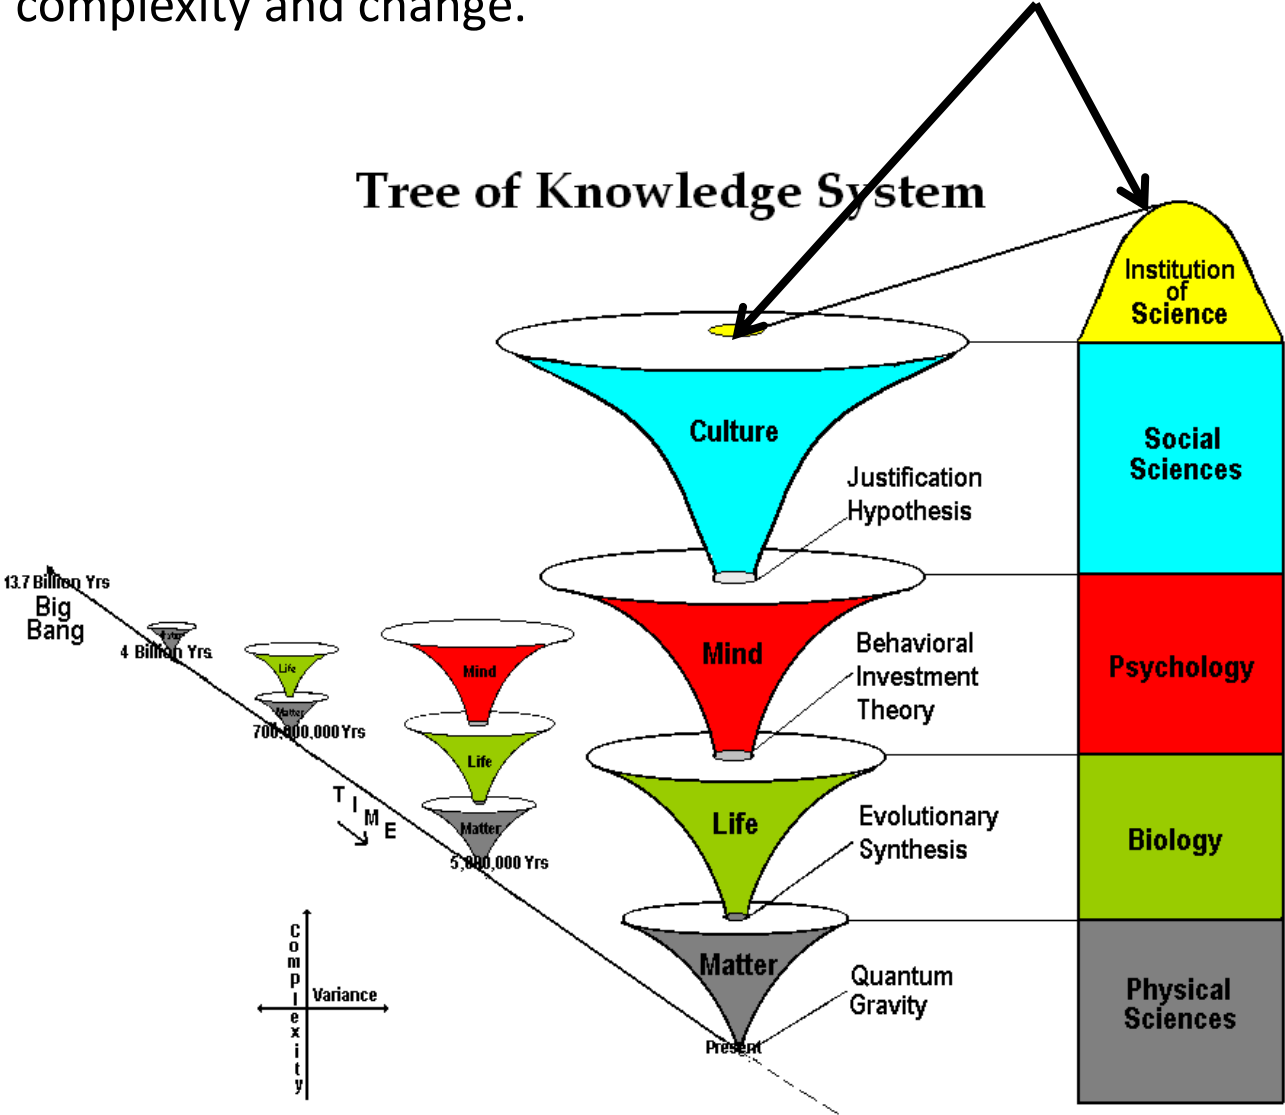 complexity and change.
Tree of Knowledge System
Institution
of
Science
Culture
Social
Sciences
Justification
Hypothesis
13.7 Billion Yrs
Big
Bang
4 Billion Yrs.
Life
Matter
700,000,000 Yrs
Mind
Life
Matter
5,000,000 Yrs
TIME
Mind
Behavioral
Investment
Theory
Psychology
Life
Evolutionary
Synthesis
Biology
Matter
Quantum
Gravity
Physical
Sciences
Present
Complexity
Variance